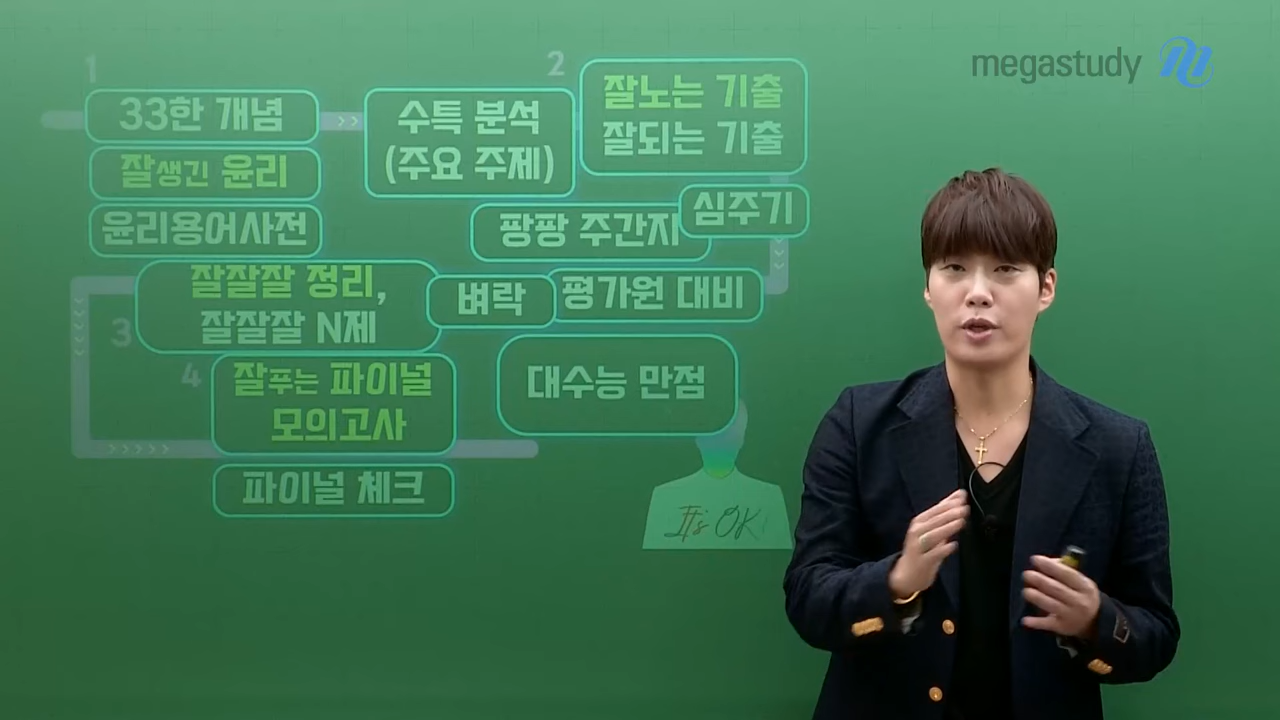 megastudy
1
33한 개념
잘생긴 윤리
윤리용어사전
수특 분석
(주요 주제)
2
잘노는 기출
잘되는 기출
팡팡 주간지
심주기
3
잘잘잘 정리,
잘잘잘 N제
벼락
평가원 대비
4
잘푸는 파이널
모의고사
파이널 체크
대수능 만점
It's OK!